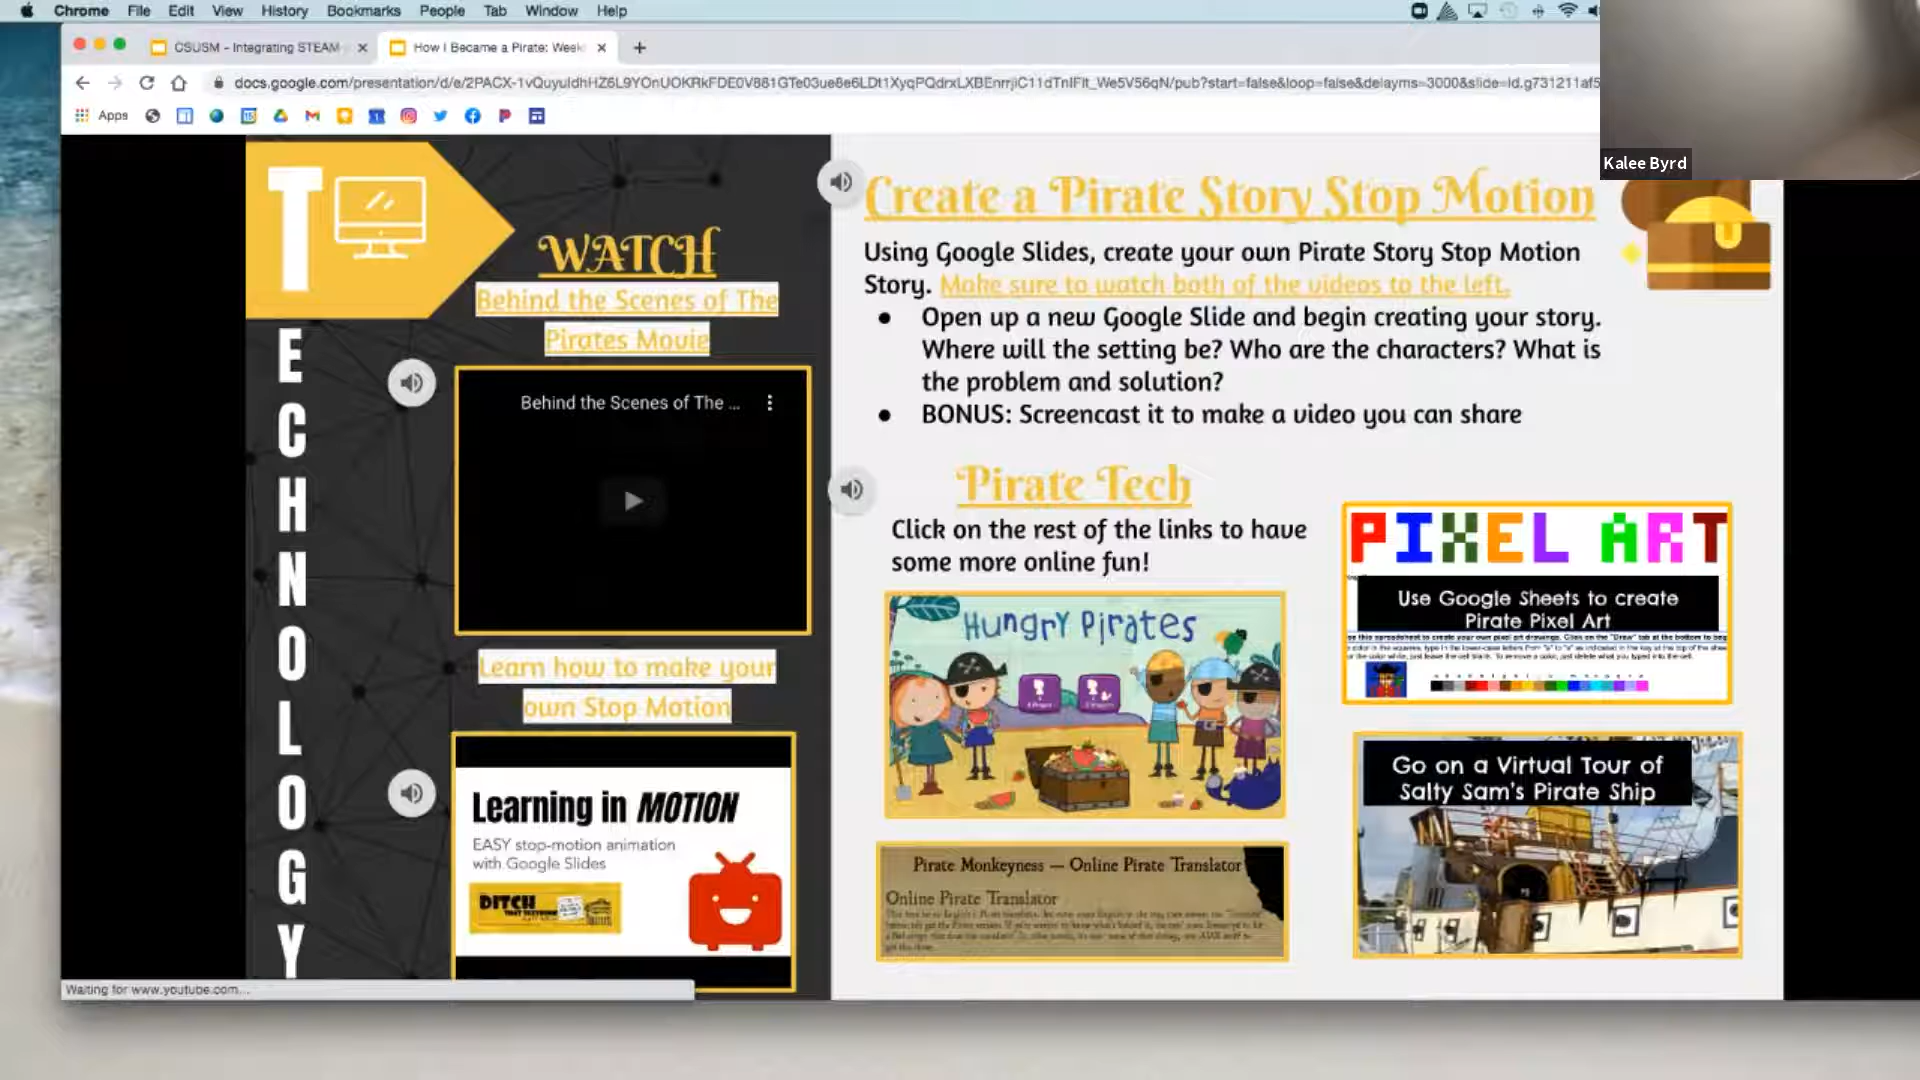 Chrome File Edit View History Bookmarks People Tab Window Help
CSUSM - Integrating STEAM
How I Became a Pirate: Week
docs.google.com/presentation/d/e/
Apps
Kalee Byrd
T
E
C
H
N
O
L
O
G
Y
WATCH
Behind the Scenes of The
Pirates Movie
Behind the Scenes of The ...
Learn how to make your
own Stop Motion
Learning in MOTION
EASY stop-motion animation
with Google Slides
DITCH
Waiting for www.youtube.com...
Create a Pirate Story Stop Motion
Using Google Slides, create your own Pirate Story Stop Motion
Story. Make sure to watch both of the videos to the left.
● Open up a new Google Slide and begin creating your story.
Where will the setting be? Who are the characters? What is
the problem and solution?
● BONUS: Screencast it to make a video you can share
Pirate Tech
Click on the rest of the links to have
some more online fun!
Hungry Pirates
Pirate Monkeyness — Online Pirate Translator
Online Pirate Translator
PIXEL ART
Use Google Sheets to create
Pirate Pixel Art
Go on a Virtual Tour of
Salty Sam's Pirate Ship